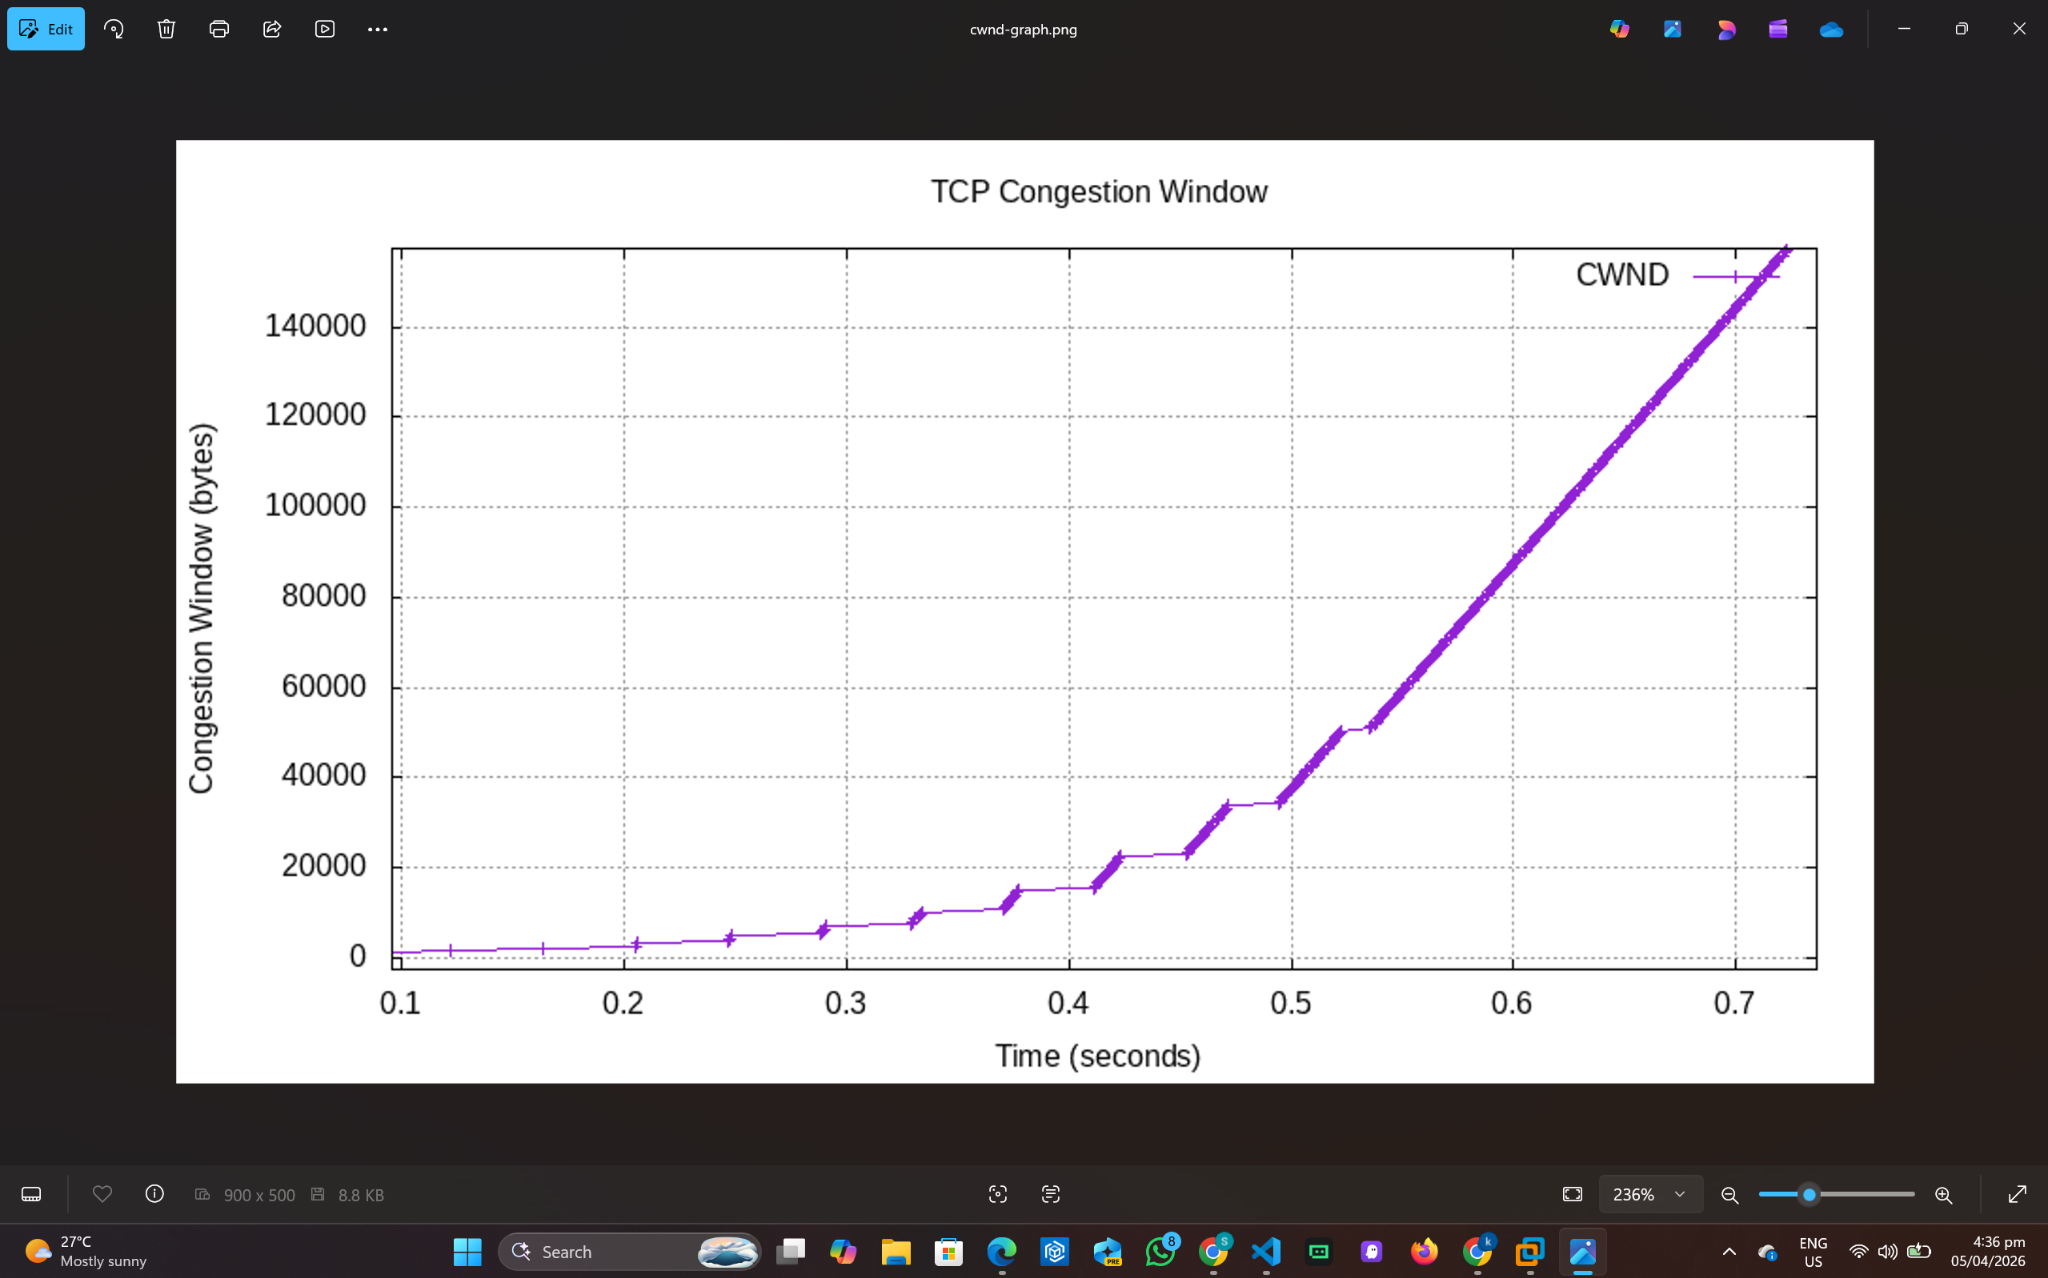 Edit
cwnd-graph.png
TCP Congestion Window
CWND
Congestion Window (bytes)
140000
120000
100000
80000
60000
40000
20000
0
0.1 0.2 0.3 0.4 0.5 0.6 0.7
Time (seconds)
900 x 500 8.8 KB
236%
27°C
Mostly sunny
Search
PRE
8
S
k
ENG
US
4:36 pm
05/04/2026